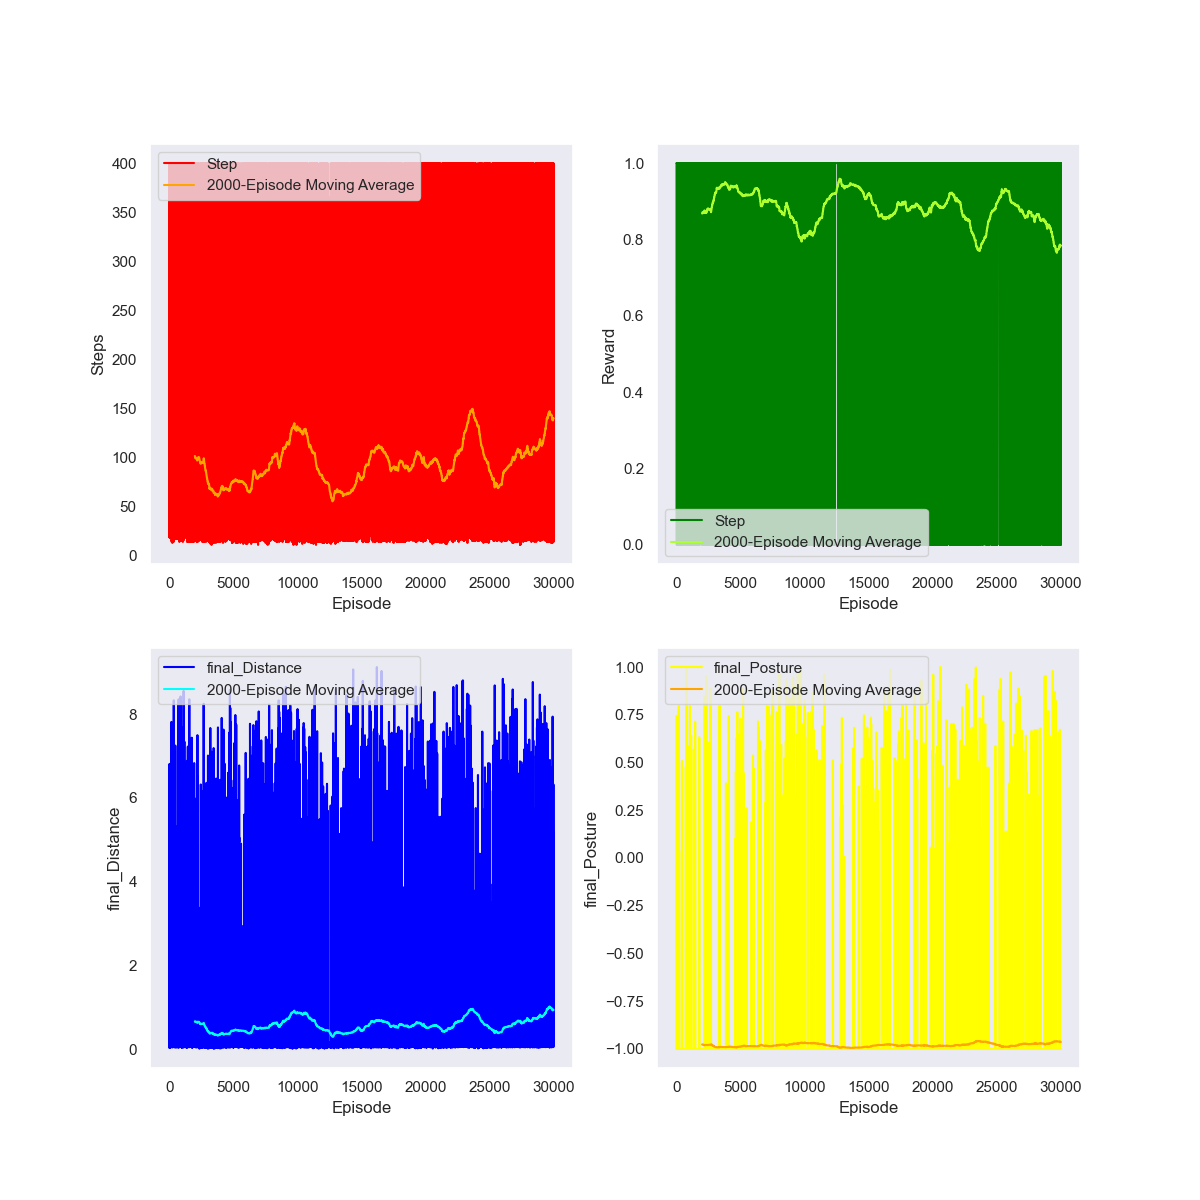 Step
2000-Episode Moving Average
400
350
300
250
200
150
100
50
0
Steps
0 5000 10000 15000 20000 25000 30000
Episode
1.0
0.8
0.6
0.4
0.2
0.0
Reward
Step
2000-Episode Moving Average
0 5000 10000 15000 20000 25000 30000
Episode
final_Distance
2000-Episode Moving Average
8
6
4
2
0
final_Distance
0 5000 10000 15000 20000 25000 30000
Episode
final_Posture
2000-Episode Moving Average
1.00
0.75
0.50
0.25
0.00
−0.25
−0.50
−0.75
−1.00
final_Posture
0 5000 10000 15000 20000 25000 30000
Episode